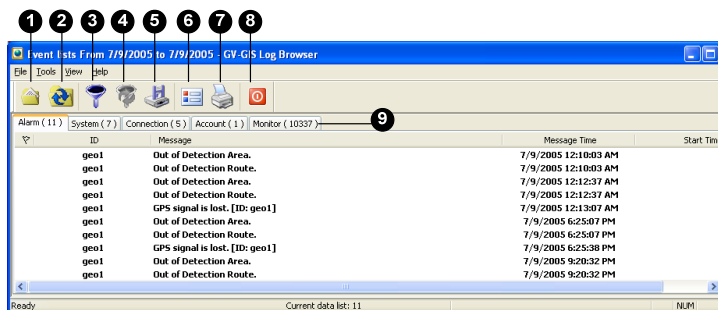 1 2 3 4 5 6 7 8
Event lists From 7/9/2005 to 7/9/2005 - GV-GIS Log Browser
File Tools View Help
Alarm ( 11 ) System ( 7 ) Connection ( 5 ) Account ( 1 ) Monitor ( 10337 ) 9
ID Message Message Time Start Tim
geo1 Out of Detection Area. 7/9/2005 12:10:03 AM
geo1 Out of Detection Route. 7/9/2005 12:10:03 AM
geo1 Out of Detection Area. 7/9/2005 12:12:37 AM
geo1 Out of Detection Route. 7/9/2005 12:12:37 AM
geo1 GPS signal is lost. [ID: geo1] 7/9/2005 12:13:07 AM
geo1 Out of Detection Area. 7/9/2005 6:25:07 PM
geo1 Out of Detection Route. 7/9/2005 6:25:07 PM
geo1 GPS signal is lost. [ID: geo1] 7/9/2005 6:25:38 PM
geo1 Out of Detection Area. 7/9/2005 9:20:32 PM
geo1 Out of Detection Route. 7/9/2005 9:20:32 PM
Ready Current data list: 11 NUM